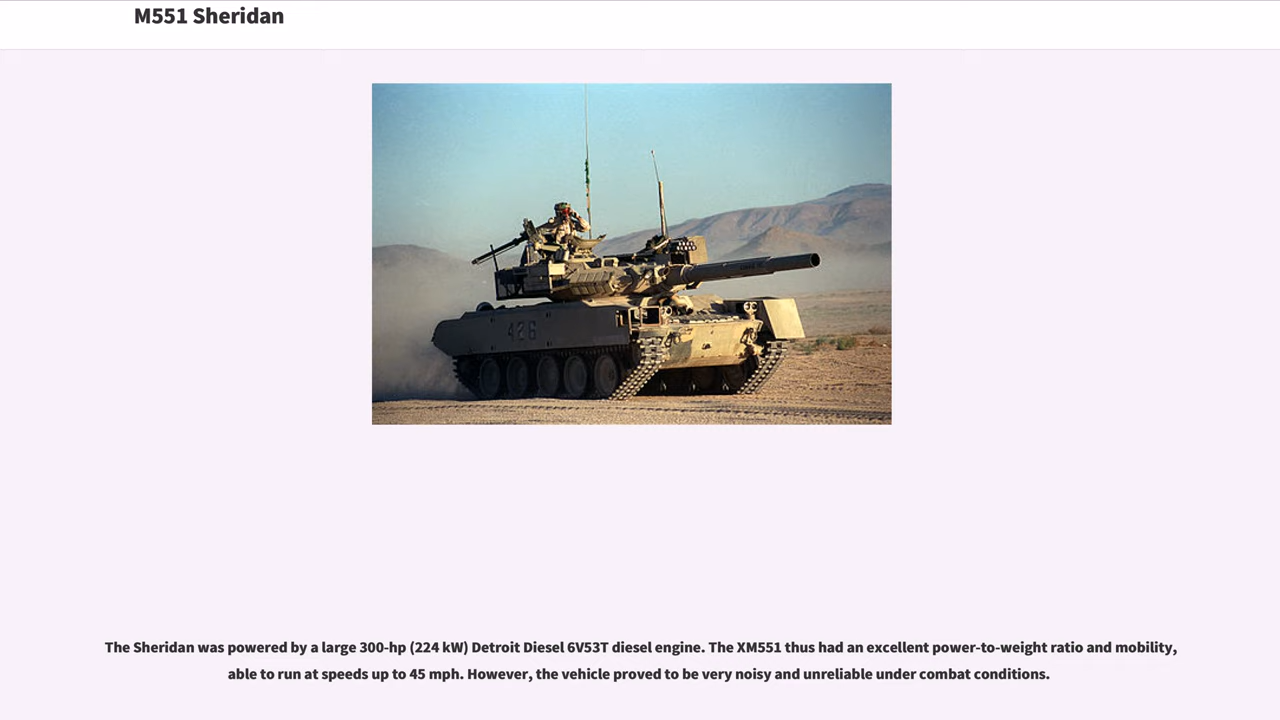 M551 Sheridan
426
The Sheridan was powered by a large 300-hp (224 kW) Detroit Diesel 6V53T diesel engine. The XM551 thus had an excellent power-to-weight ratio and mobility,
able to run at speeds up to 45 mph. However, the vehicle proved to be very noisy and unreliable under combat conditions.